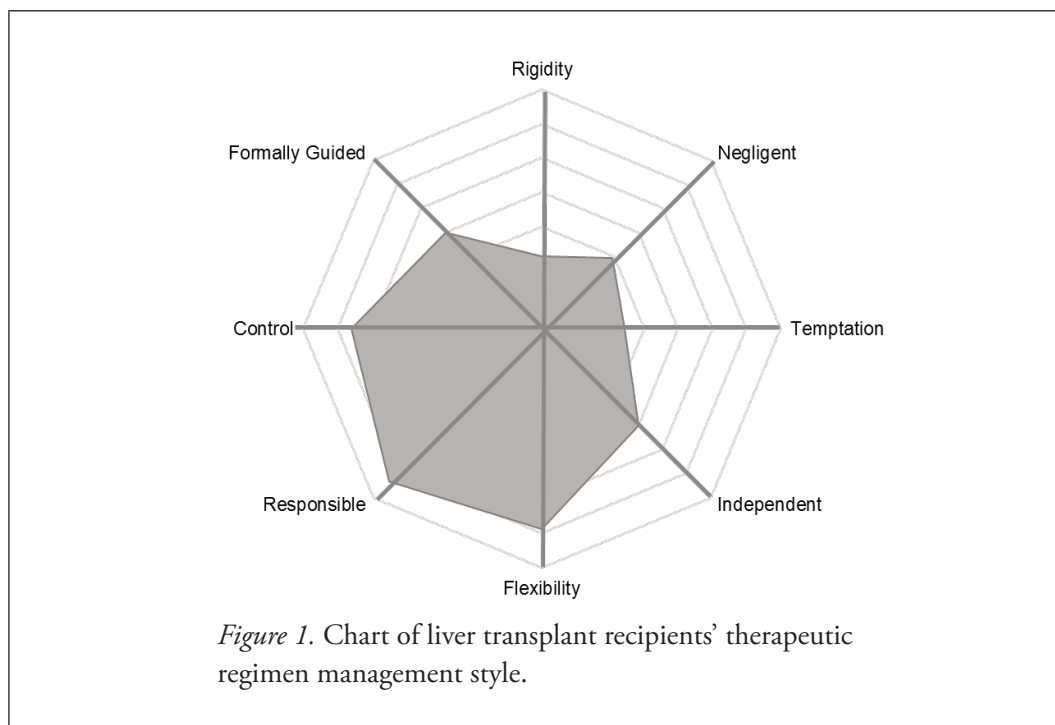 Rigidity
Formally Guided
Negligent
Control
Temptation
Responsible
Independent
Flexibility
Figure 1. Chart of liver transplant recipients’ therapeutic
regimen management style.